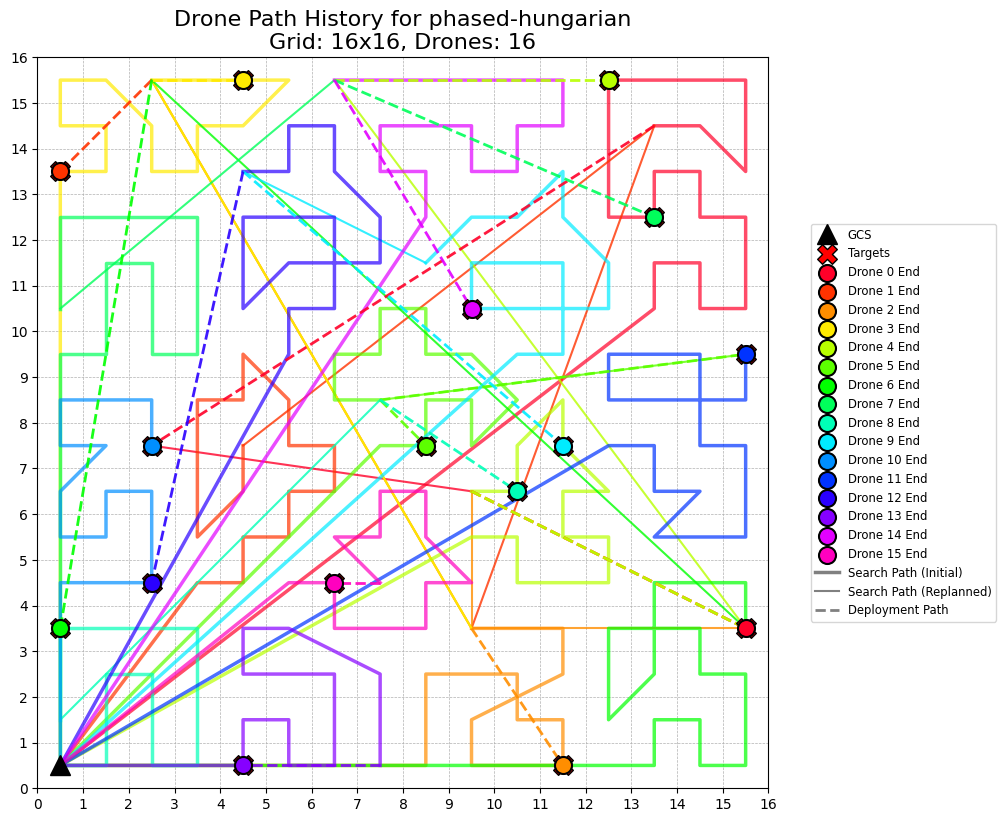 Drone Path History for phased-hungarian
Grid: 16x16, Drones: 16
16
15
14
13
12
11
10
9
8
7
6
5
4
3
2
1
0
0 1 2 3 4 5 6 7 8 9 10 11 12 13 14 15 16
GCS
Targets
Drone 0 End
Drone 1 End
Drone 2 End
Drone 3 End
Drone 4 End
Drone 5 End
Drone 6 End
Drone 7 End
Drone 8 End
Drone 9 End
Drone 10 End
Drone 11 End
Drone 12 End
Drone 13 End
Drone 14 End
Drone 15 End
Search Path (Initial)
Search Path (Replanned)
Deployment Path